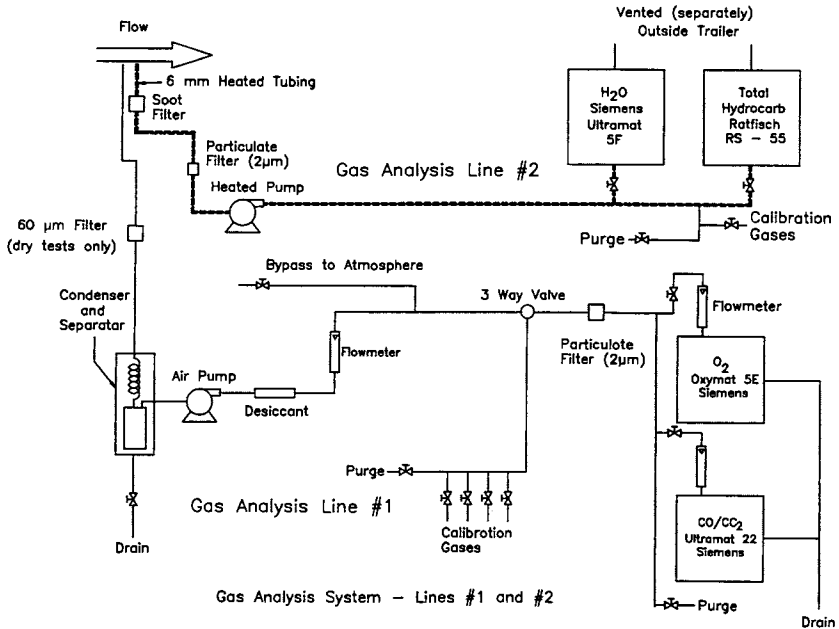 Vented (separately)
Outside Trailer
Flow
6 mm Heated Tubing
Soot
Filter
Particulate
Filter (2μm)
Heated Pump
Gas Analysis Line #2
H2O
Siemens
Ultramat
5F
Total
Hydrocarb
Ratfisch
RS - 55
Calibration
Gases
Purge
60 μm Filter
(dry tests only)
Bypass to Atmosphere
3 Way Valve
Condenser
and
Separatar
Flowmeter
Particulote
Filter (2μm)
Flowmeter
Air Pump
Desiccant
O2
Oxymat 5E
Siemens
Purge
Gas Analysis Line #1
Calibrotion
Gases
CO/CC2
Ultramat 22
Siemens
Drain
Gas Analysis System - Lines #1 and #2
Purge
Drain